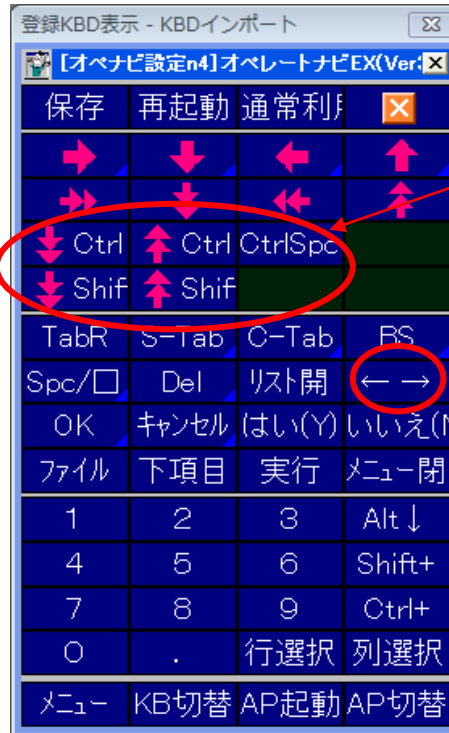 登録KBD表示 - KBDインポート
[オペナビ設定n4]オペレートナビEX(Ver:
保存 再起動 通常利用
Ctrl Ctrl CtrlSpc
Shif Shif
TabR S-Tab C-Tab BS
Spc/□ Del リスト開 ← →
OK キャンセル はい(Y) いいえ(N
ファイル 下項目 実行 メニュー閉
1 2 3 Alt↓
4 5 6 Shift+
7 8 9 Ctrl+
0 . 行選択 列選択
メニュー KB切替 AP起動 AP切替